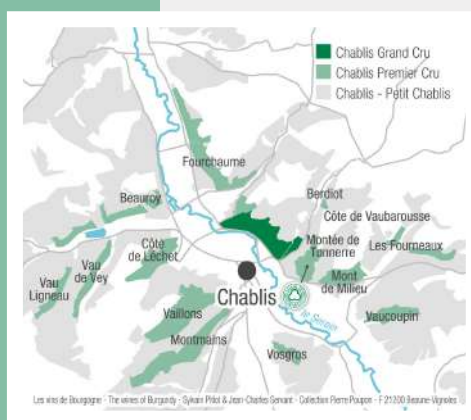 Chablis Grand Cru
Chablis Premier Cru
Chablis - Petit Chablis
Fourchaume
Berdiot
Beauroy
Côte de Vaubarousse
Côte
de Léchet
Montée de
Tonnerre
Les Fourneaux
Vau
Ligneau
Vau
de Vey
Mont
de Milieu
Chablis
le Serein
Vaillons
Vaucoupin
Montmains
Vosgros
Les vins de Bourgogne - The wines of Burgundy - Sylvain Pitiot & Jean-Charles Servant - Collection Pierre Poupon - F 21200 Beaune-Vignoles